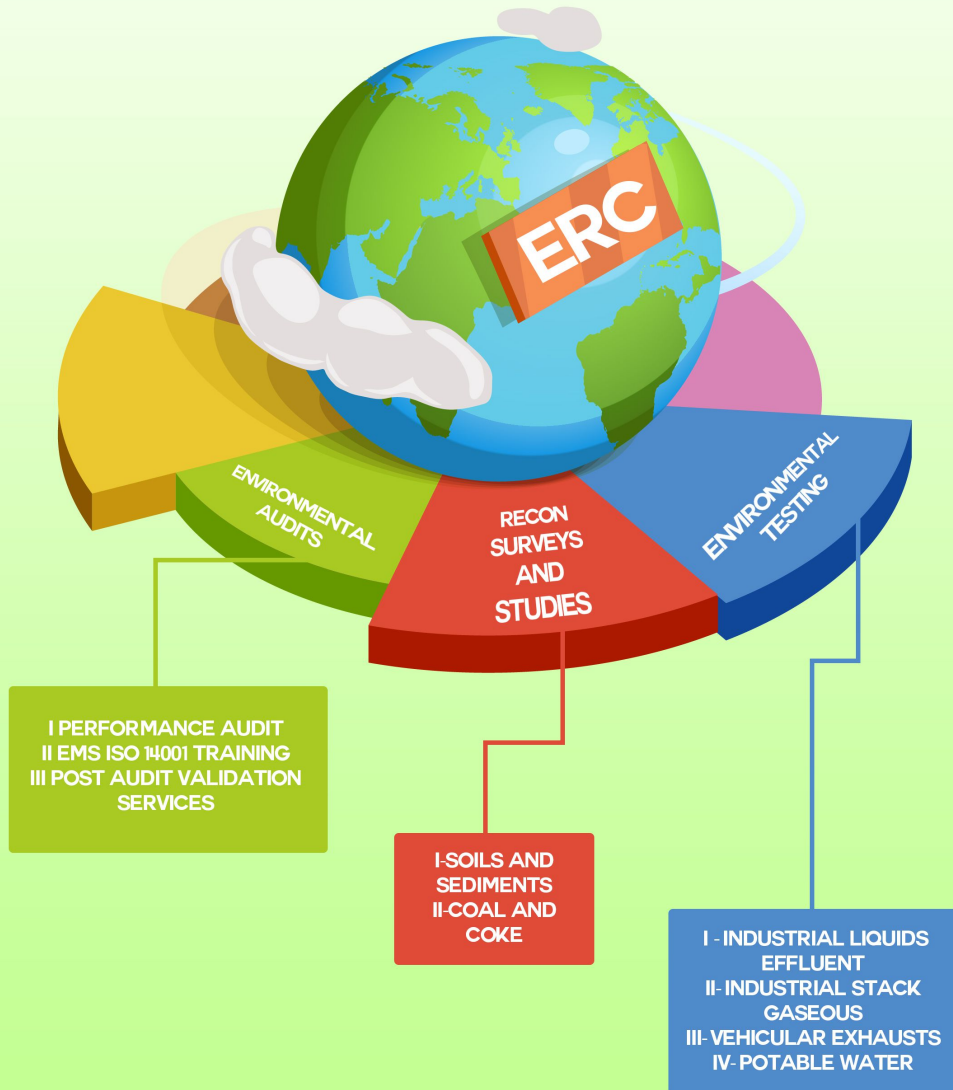 ERC
ENVIRONMENTAL
AUDITS
RECON
SURVEYS
AND
STUDIES
ENVIRONMENTAL
TESTING
I PERFORMANCE AUDIT
II EMS ISO 14001 TRAINING
III POST AUDIT VALIDATION
SERVICES
I-SOILS AND
SEDIMENTS
II-COAL AND
COKE
I - INDUSTRIAL LIQUIDS
EFFLUENT
II- INDUSTRIAL STACK
GASEOUS
III- VEHICULAR EXHAUSTS
IV- POTABLE WATER